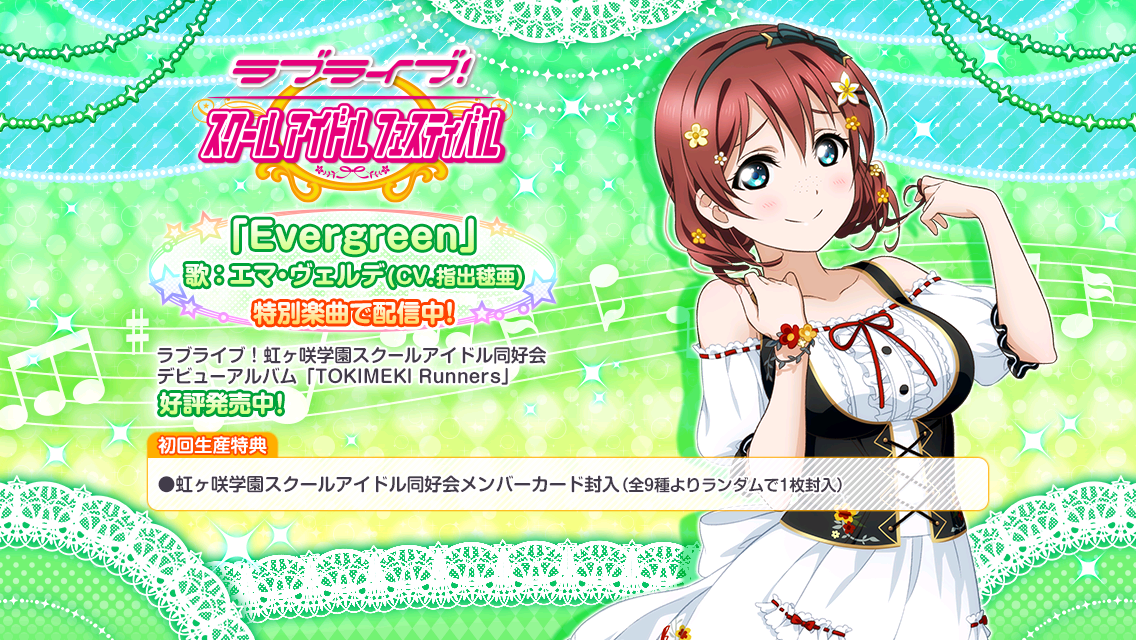 ラブライブ!
スクールアイドルフェスティバル
「Evergreen」
歌：エマ・ヴェルデ(CV.指出毬亜)
特別楽曲で配信中!
ラブライブ！虹ヶ咲学園スクールアイドル同好会
デビューアルバム「TOKIMEKI Runners」
好評発売中!
初回生産特典
●虹ヶ咲学園スクールアイドル同好会メンバーカード封入（全9種よりランダムで1枚封入）